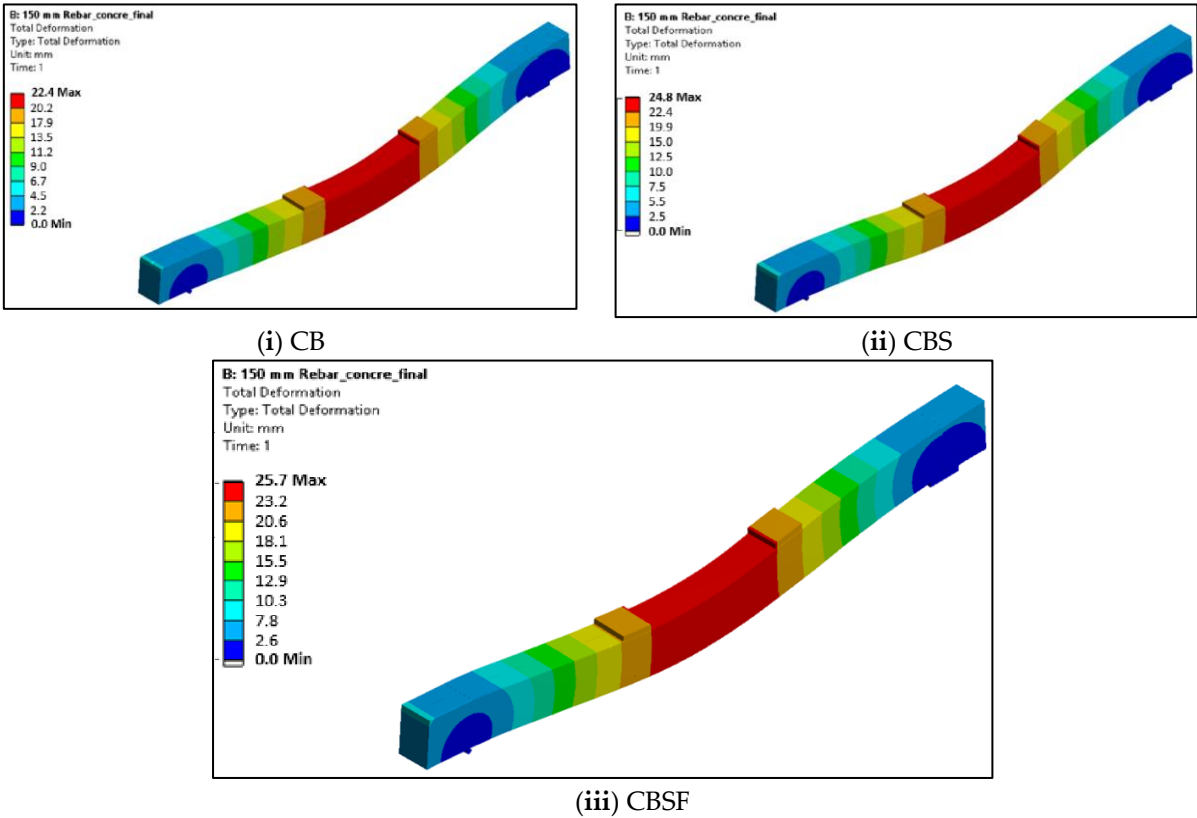 B: 150 mm Rebar_concre_final
Total Deformation
Type: Total Deformation
Unit: mm
Time: 1
22.4 Max
20.2
17.9
13.5
11.2
9.0
6.7
4.5
2.2
0.0 Min
(i) CB
B: 150 mm Rebar_concre_final
Total Deformation
Type: Total Deformation
Unit: mm
Time: 1
24.8 Max
22.4
19.9
15.0
12.5
10.0
7.5
5.5
2.5
0.0 Min
(ii) CBS
B: 150 mm Rebar_concre_final
Total Deformation
Type: Total Deformation
Unit: mm
Time: 1
25.7 Max
23.2
20.6
18.1
15.5
12.9
10.3
7.8
2.6
0.0 Min
(iii) CBSF